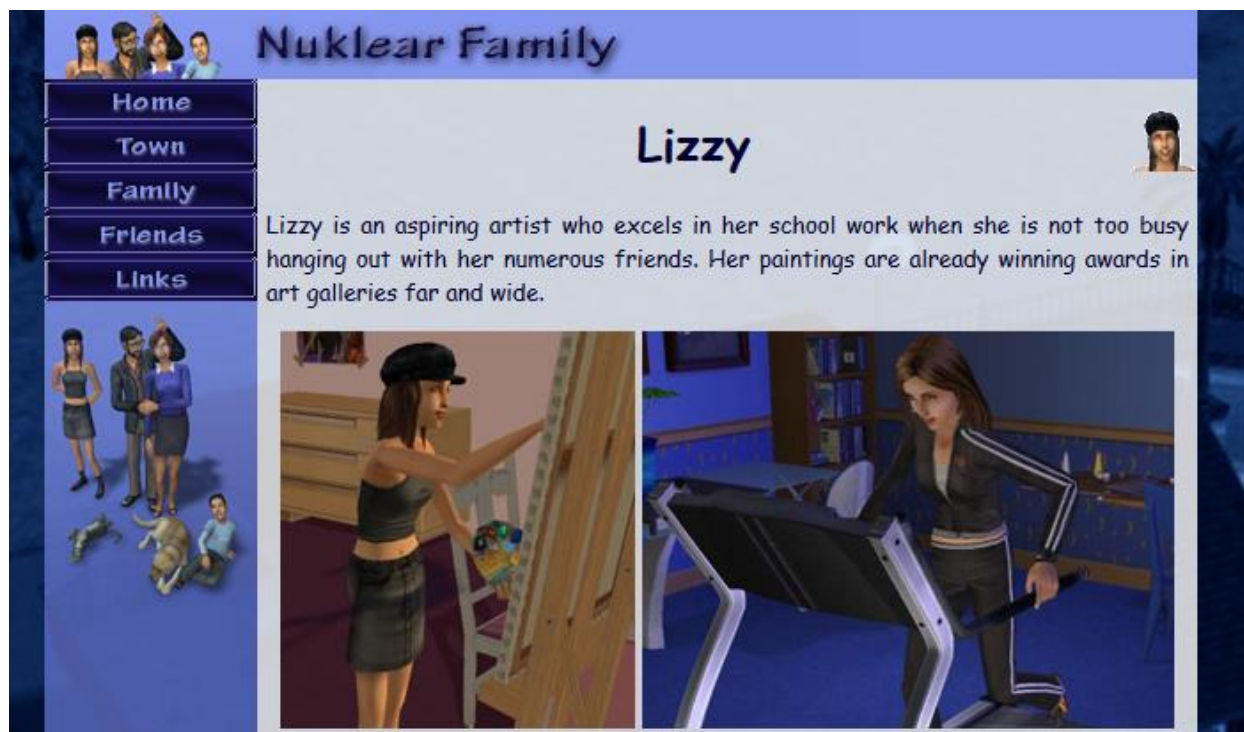 Nuklear Family
Home
Town
Family
Friends
Links
Lizzy
Lizzy is an aspiring artist who excels in her school work when she is not too busy
hanging out with her numerous friends. Her paintings are already winning awards in
art galleries far and wide.